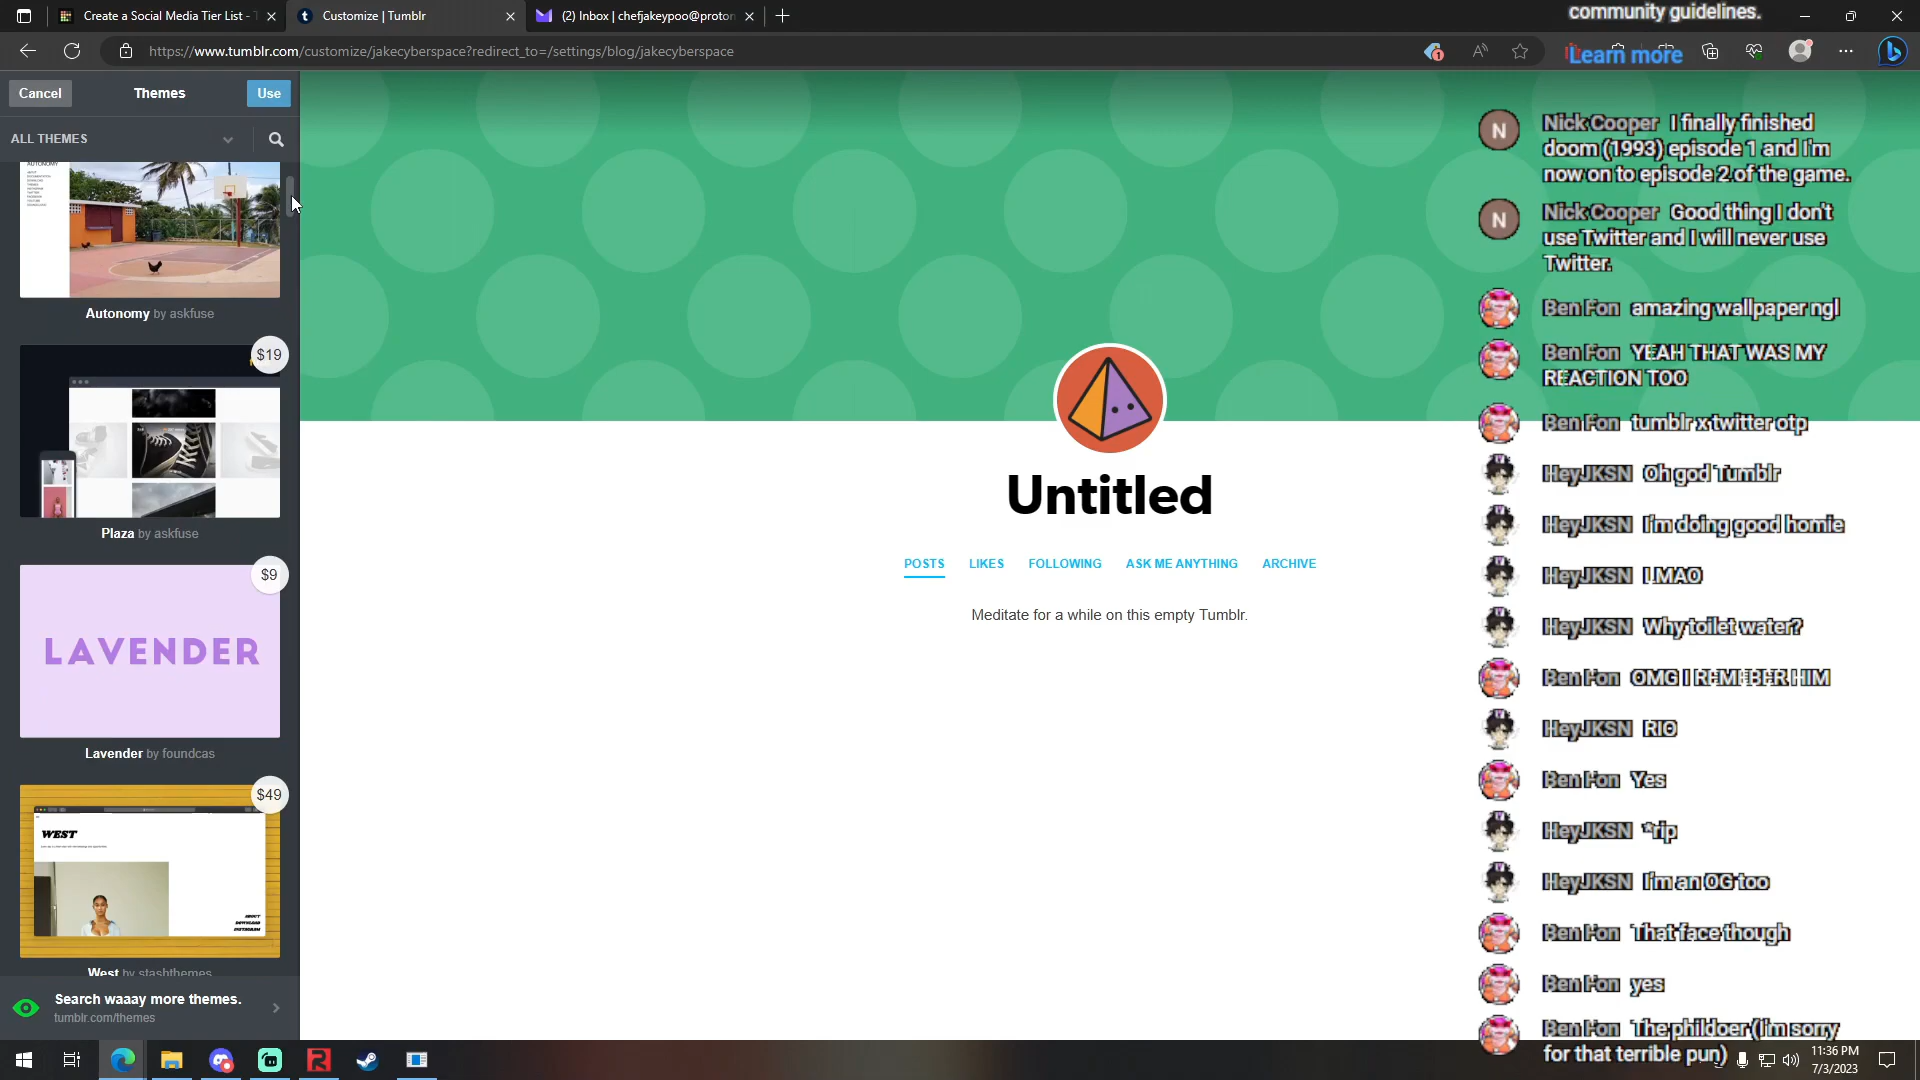 Create a Social Media Tier List - T
Customize | Tumblr
(2) Inbox | chefjakeypoo@proton
community guidelines.
https://www.tumblr.com/customize/jakecyberspace?redirect_to=/settings/blog/jakecyberspace
1
Learn more
Cancel
Themes
Use
ALL THEMES
AUTONOMY
Autonomy by askfuse
$19
Plaza by askfuse
$9
LAVENDER
Lavender by foundcas
$49
WEST
ABOUT
DOWNLOAD
INSTAGRAM
West by stashthemes
Search waaay more themes.
tumblr.com/themes
Untitled
POSTS LIKES FOLLOWING ASK ME ANYTHING ARCHIVE
Meditate for a while on this empty Tumblr.
N
Nick Cooper I finally finished
doom (1993) episode 1 and I'm
now on to episode 2 of the game.
N
Nick Cooper Good thing I don't
use Twitter and I will never use
Twitter.
Ben Fon amazing wallpaper ngl
Ben Fon YEAH THAT WAS MY
REACTION TOO
Ben Fon tumblr x twitter otp
HeyJKSN Oh god Tumblr
HeyJKSN I'm doing good homie
HeyJKSN LMAO
HeyJKSN Why toilet water?
Ben Fon OMG I REMEBER HIM
HeyJKSN RIO
Ben Fon Yes
HeyJKSN *rip
HeyJKSN I'm an OG too
Ben Fon That face though
Ben Fon yes
Ben Fon The phildoer (i'm sorry
for that terrible pun)
11:36 PM
7/3/2023